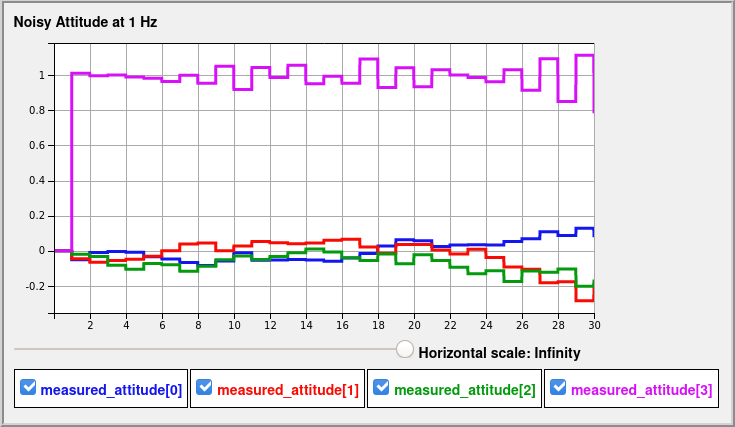 Noisy Attitude at 1 Hz
1
0.8
0.6
0.4
0.2
0
-0.2
2 4 6 8 10 12 14 16 18 20 22 24 26 28 30
Horizontal scale: Infinity
measured_attitude[0] measured_attitude[1] measured_attitude[2] measured_attitude[3]